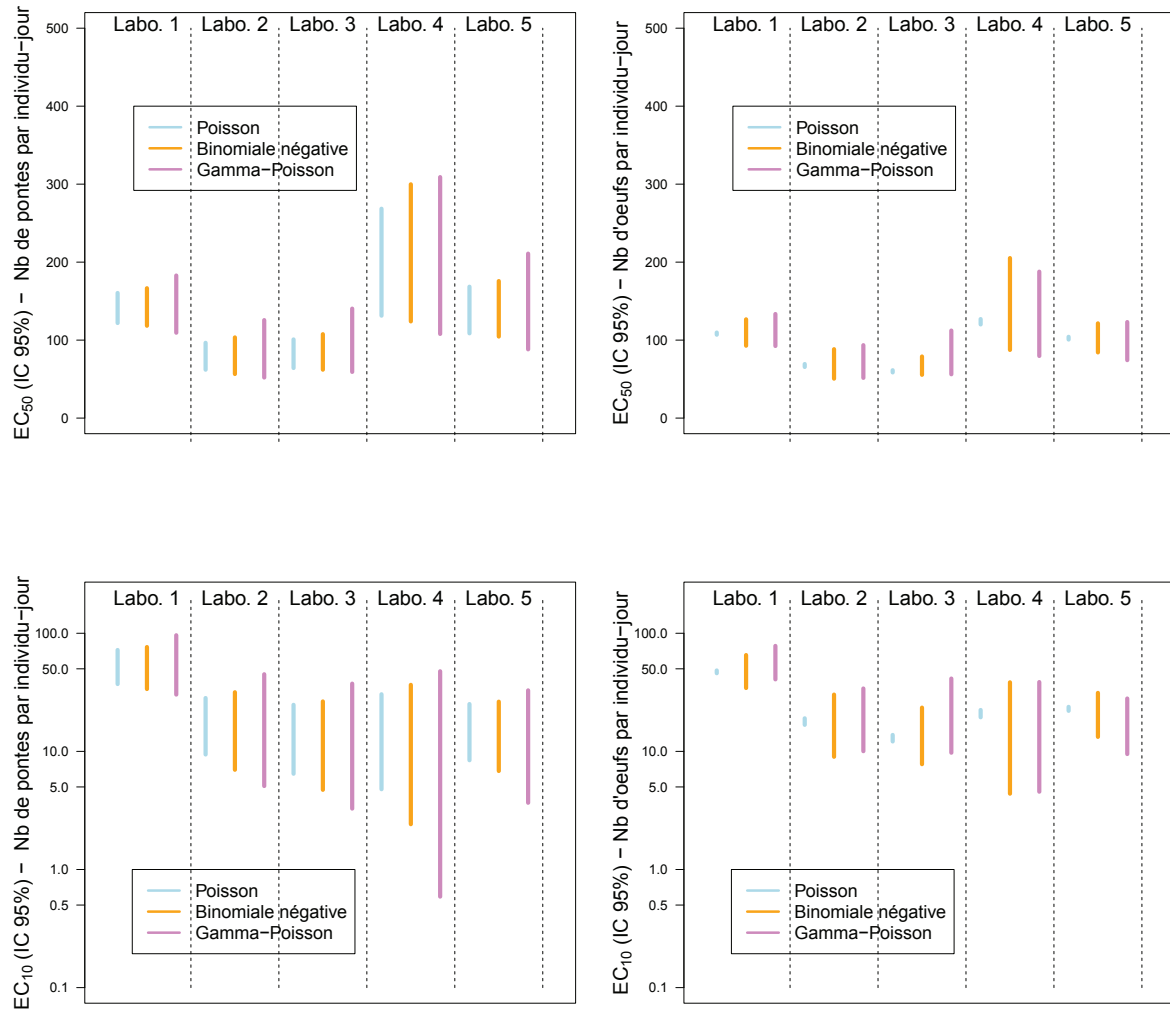 EC50 (IC 95%) − Nb de pontes par individu−jour
Labo. 1 Labo. 2 Labo. 3 Labo. 4 Labo. 5
500
400
300
200
100
0
Poisson
Binomiale négative
Gamma−Poisson
EC50 (IC 95%) − Nb d'oeufs par individu−jour
Labo. 1 Labo. 2 Labo. 3 Labo. 4 Labo. 5
500
400
300
200
100
0
Poisson
Binomiale négative
Gamma−Poisson
EC10 (IC 95%) − Nb de pontes par individu−jour
Labo. 1 Labo. 2 Labo. 3 Labo. 4 Labo. 5
100.0
50.0
10.0
5.0
1.0
0.5
0.1
Poisson
Binomiale négative
Gamma−Poisson
EC10 (IC 95%) − Nb d'oeufs par individu−jour
Labo. 1 Labo. 2 Labo. 3 Labo. 4 Labo. 5
100.0
50.0
10.0
5.0
1.0
0.5
0.1
Poisson
Binomiale négative
Gamma−Poisson